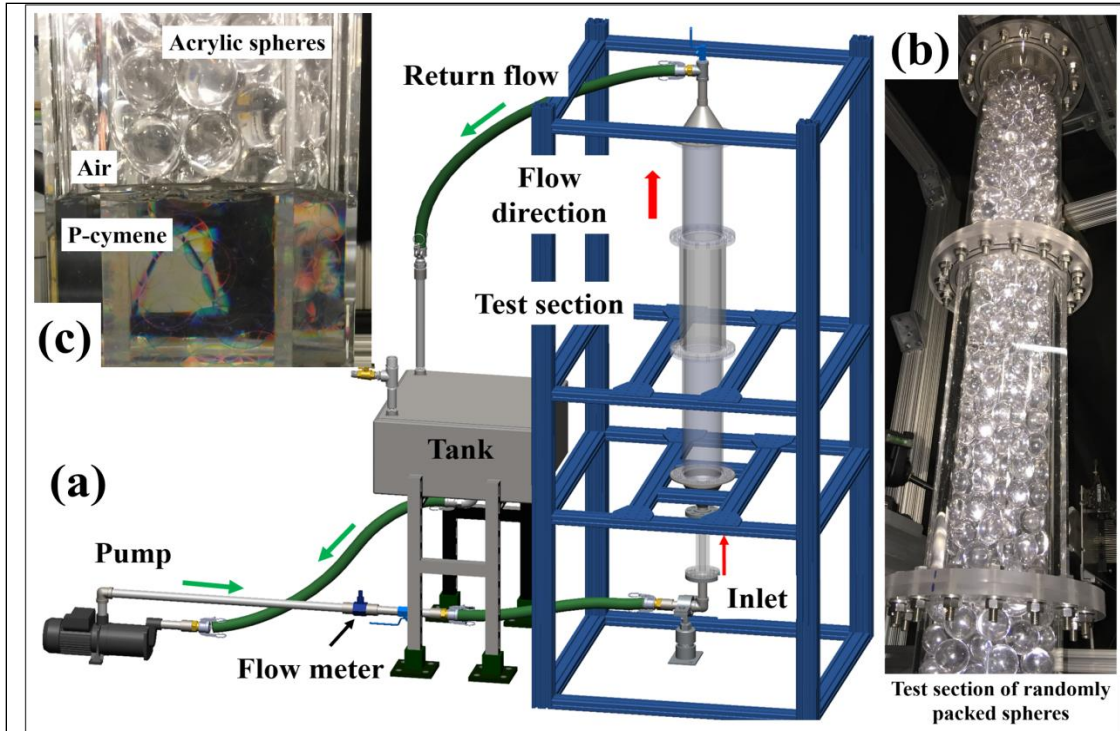 Acrylic spheres
Air
P-cymene
(c)
Return flow
Flow
direction
Test section
Tank
(a)
Pump
Flow meter
Inlet
(b)
Test section of randomly
packed spheres